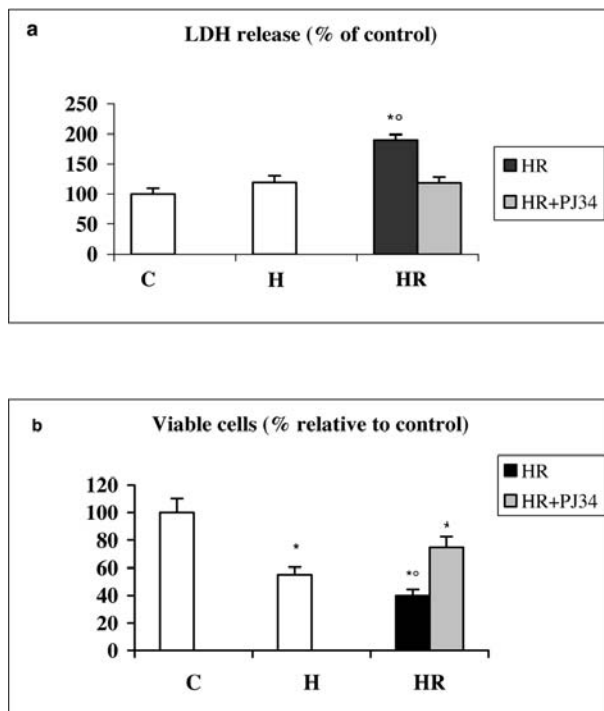 a
LDH release (% of control)
250
200
150
100
50
0
*°
C
H
HR
HR
HR+PJ34
b
Viable cells (% relative to control)
120
100
80
60
40
20
0
*
*°
*
C
H
HR
HR
HR+PJ34